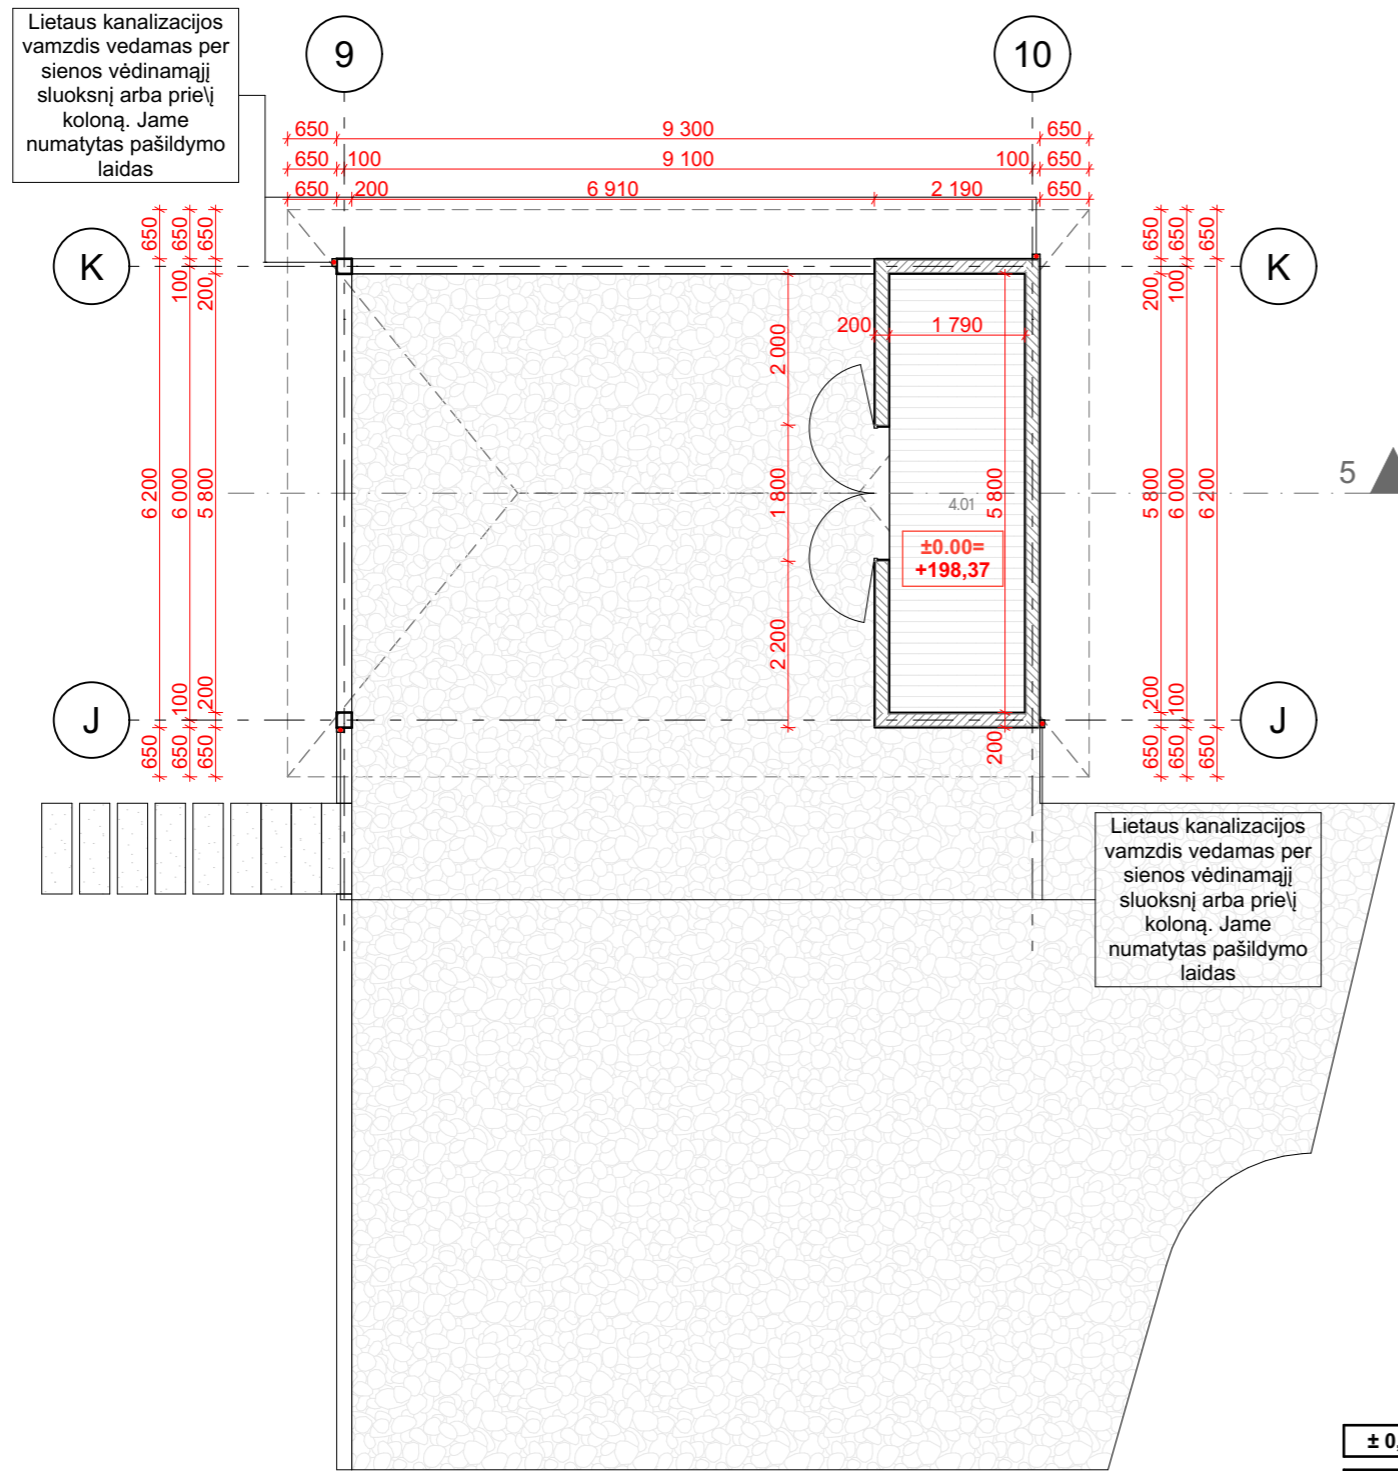 Lietaus kanalizacijos
vamzdis vedamas per
sienos vėdinamąjį
sluoksnį arba prie\į
koloną. Jame
numatytas pašildymo
laidas
9
10
650
9 300
650
650
100
9 100
100
650
650
200
6 910
2 190
650
K
650
650
650
100
200
6 200
6 000
5 800
100
200
650
650
650
J
200
1 790
2 000
1 800
2 200
5 800
200
4.01
±0.00=
+198,37
K
650
650
650
200
100
5 800
6 000
6 200
200
100
650
650
650
J
5
Lietaus kanalizacijos
vamzdis vedamas per
sienos vėdinamąjį
sluoksnį arba prie\į
koloną. Jame
numatytas pašildymo
laidas
± 0,